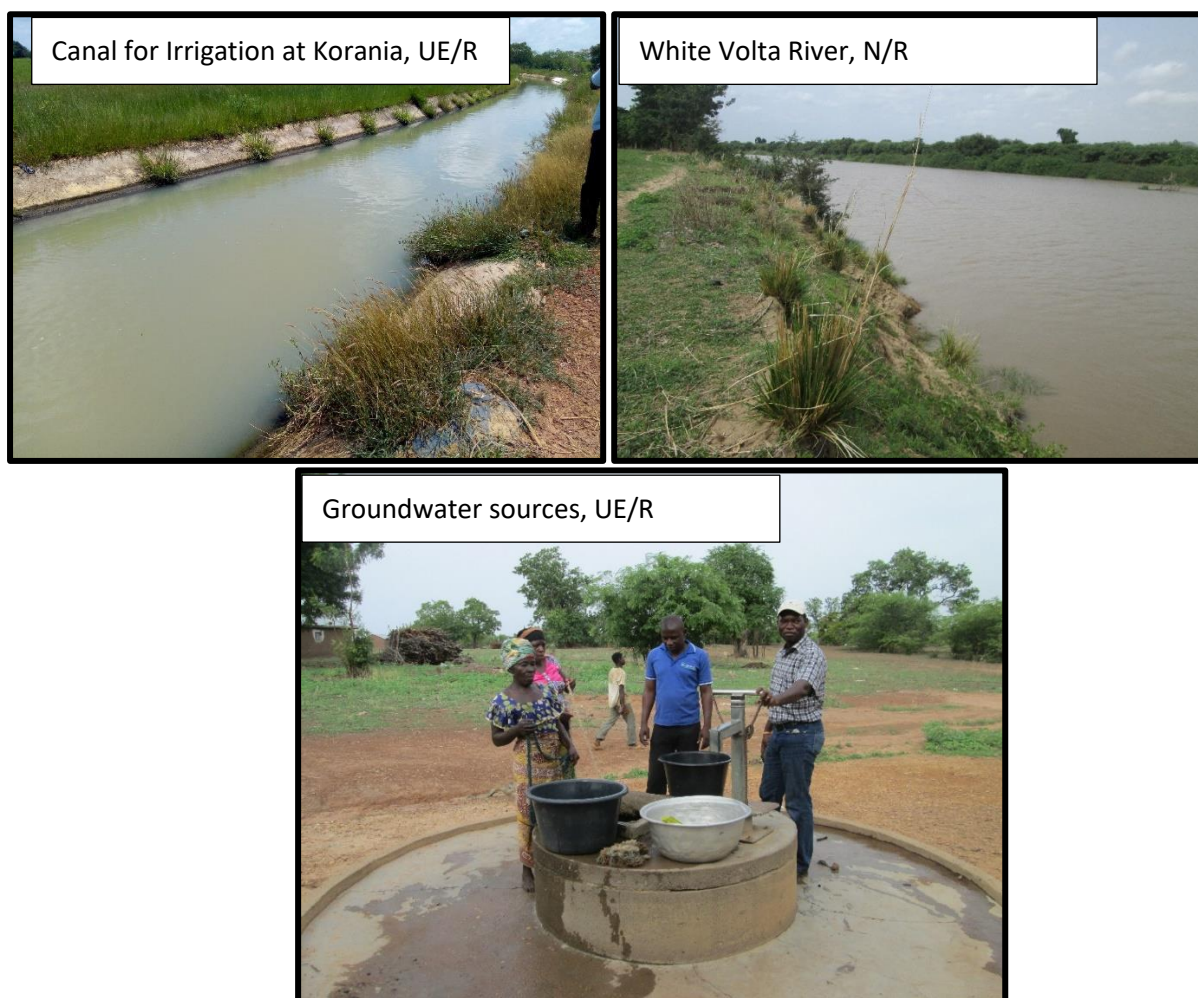 Canal for Irrigation at Korania, UE/R
White Volta River, N/R
Groundwater sources, UE/R